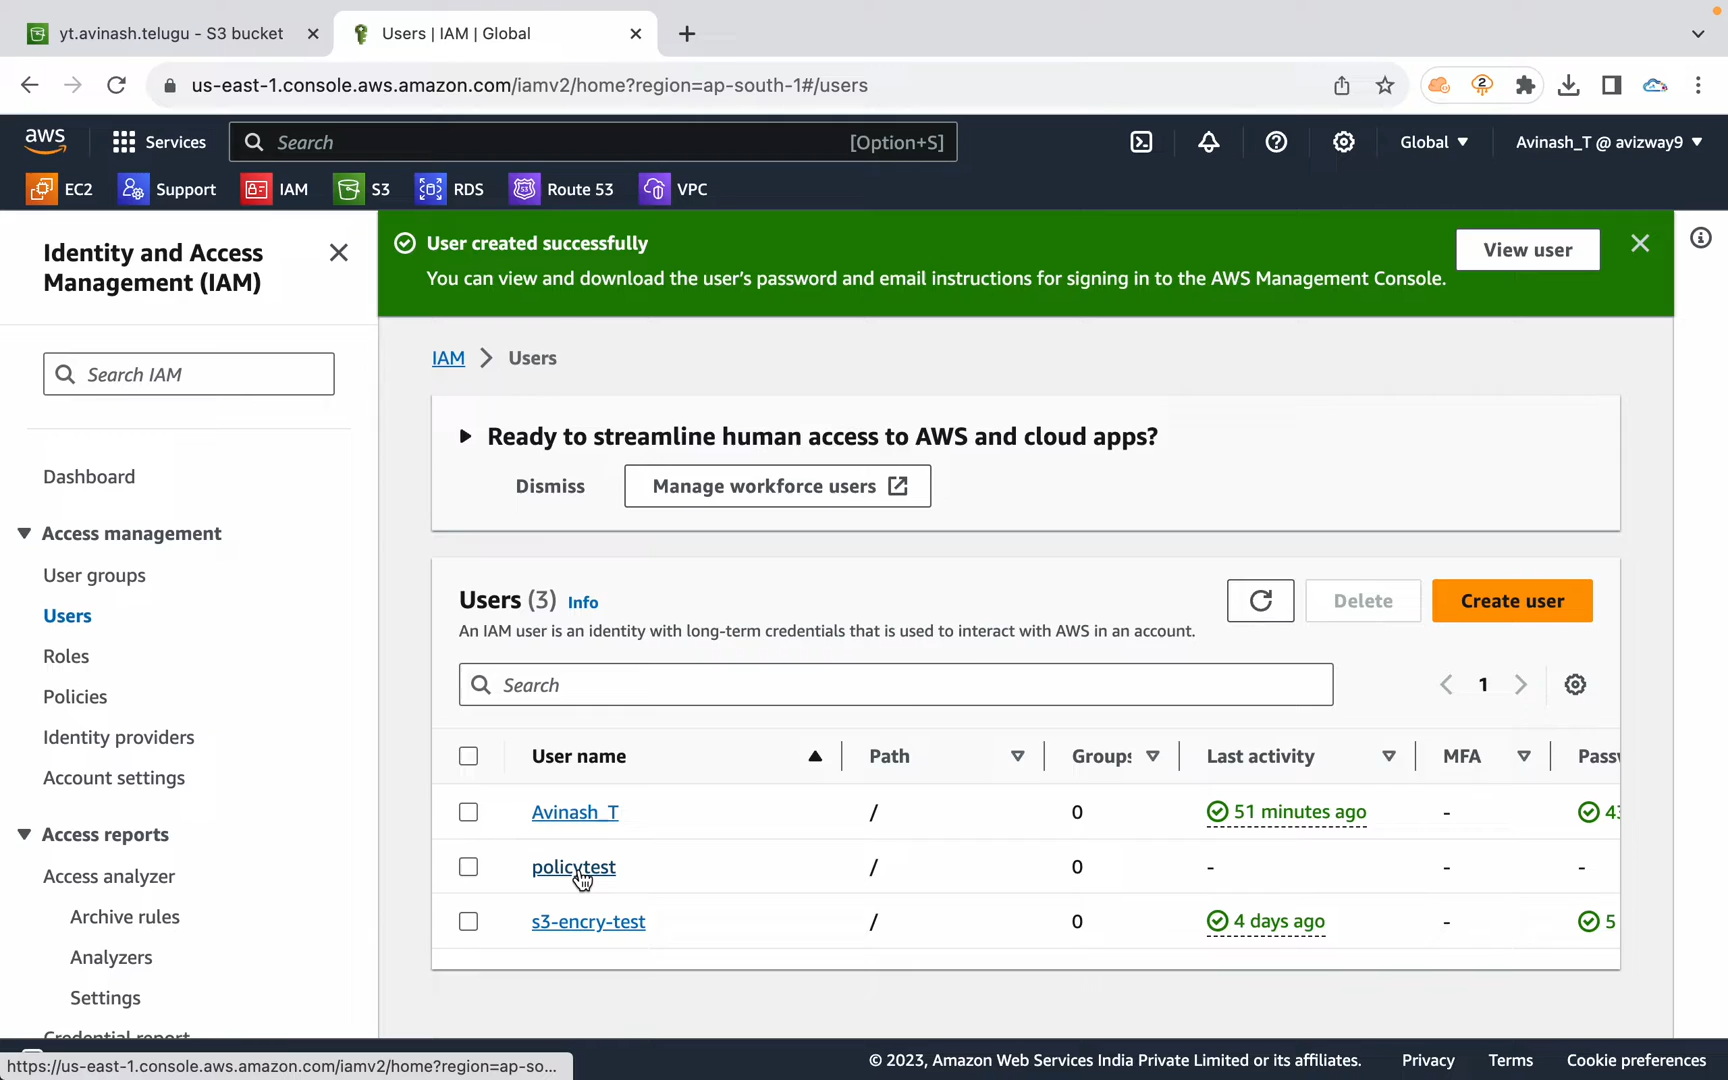 yt.avinash.telugu - S3 bucket
Users | IAM | Global
us-east-1.console.aws.amazon.com/iamv2/home?region=ap-south-1#/users
2
aws
Services
Search
[Option+S]
Global
Avinash_T @ avizway9
EC2
Support
IAM
S3
RDS
Route 53
VPC
Identity and Access
Management (IAM)
User created successfully
You can view and download the user's password and email instructions for signing in to the AWS Management Console.
View user
Search IAM
Dashboard
Access management
User groups
Users
Roles
Policies
Identity providers
Account settings
Access reports
Access analyzer
Archive rules
Analyzers
Settings
Credential report
IAM > Users
Ready to streamline human access to AWS and cloud apps?
Dismiss
Manage workforce users
Users (3) Info
Delete
Create user
An IAM user is an identity with long-term credentials that is used to interact with AWS in an account.
Search
1
User name
Path
Groups
Last activity
MFA
Avinash_T / 0 51 minutes ago -
policytest / 0 - - -
s3-encry-test / 0 4 days ago - 5
https://us-east-1.console.aws.amazon.com/iamv2/home?region=ap-so...
© 2023, Amazon Web Services India Private Limited or its affiliates.
Privacy
Terms
Cookie preferences